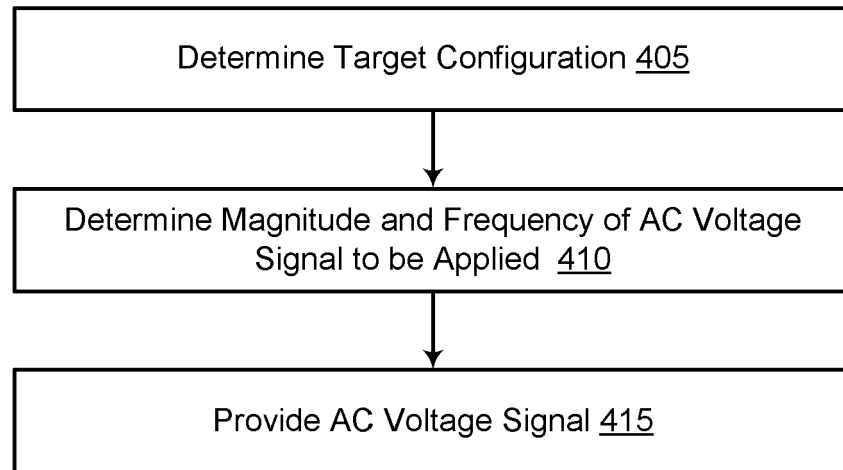 Determine Target Configuration 405
Determine Magnitude and Frequency of AC Voltage
Signal to be Applied 410
Provide AC Voltage Signal 415